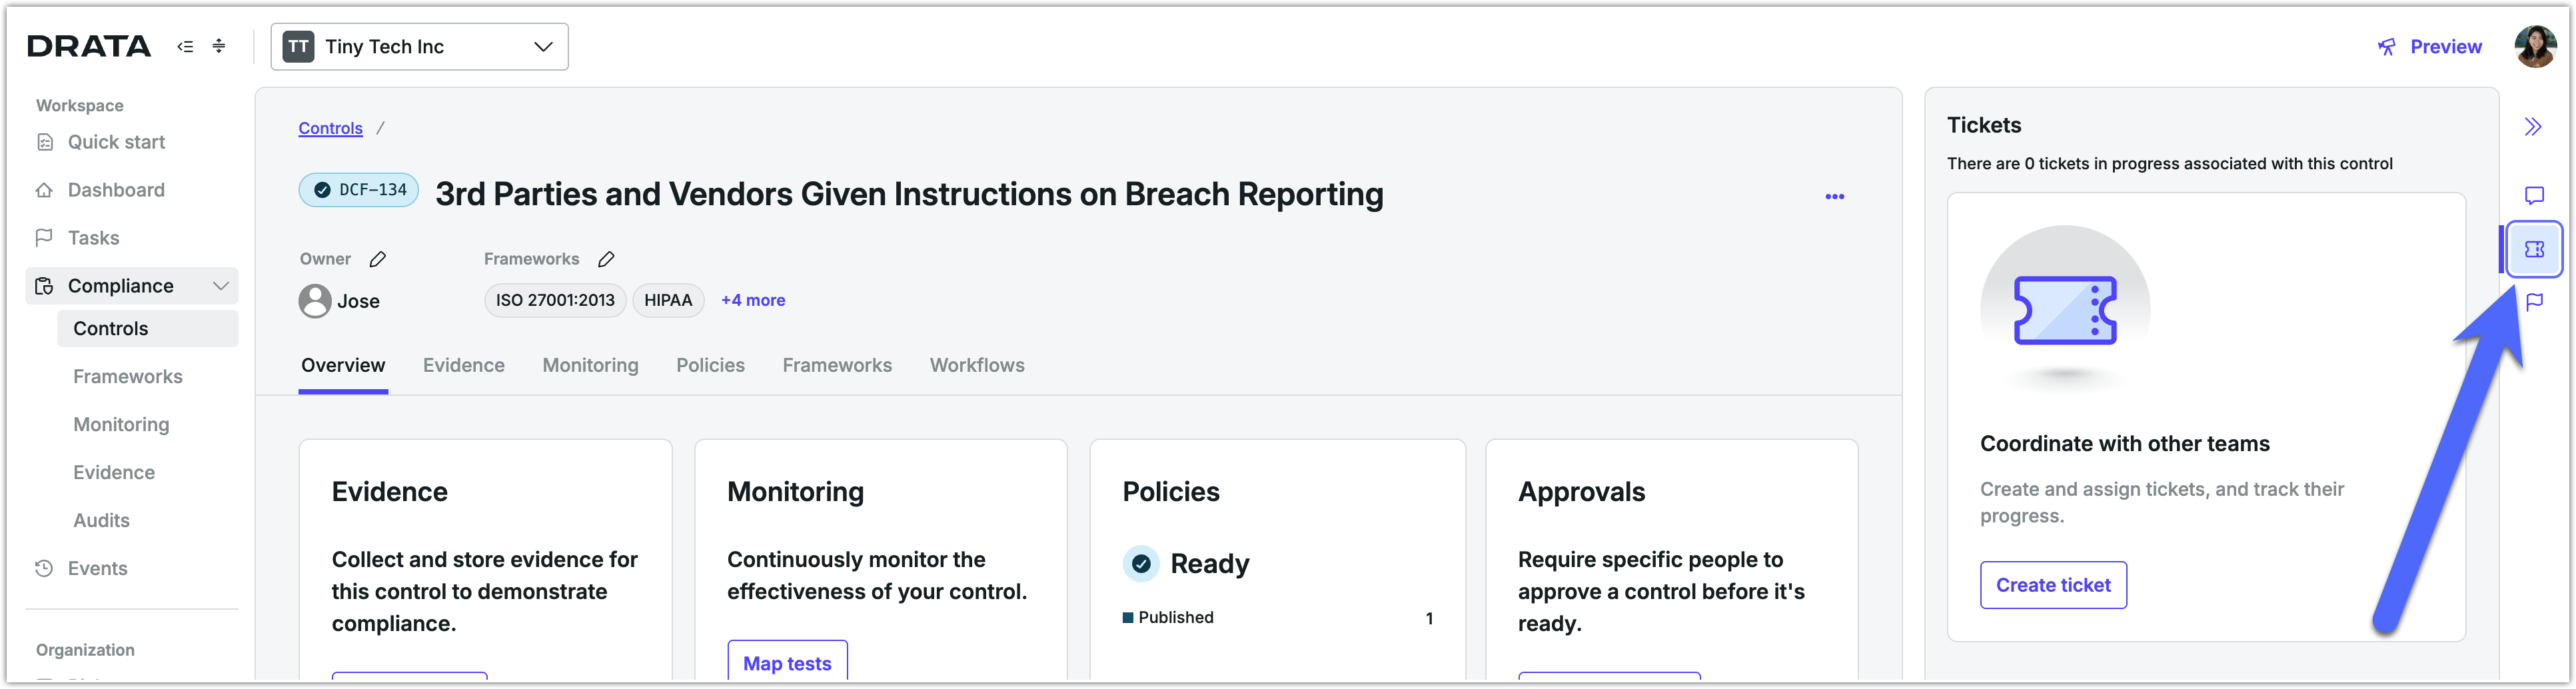 DRATA
TT Tiny Tech Inc
Preview
Workspace
Quick start
Dashboard
Tasks
Compliance
Controls
Frameworks
Monitoring
Evidence
Audits
Events
Organization
Controls /
DCF-134 3rd Parties and Vendors Given Instructions on Breach Reporting
Owner Frameworks
Jose ISO 27001:2013 HIPAA +4 more
Overview Evidence Monitoring Policies Frameworks Workflows
Evidence
Collect and store evidence for
this control to demonstrate
compliance.
Monitoring
Continuously monitor the
effectiveness of your control.
Map tests
Policies
Ready
Published 1
Approvals
Require specific people to
approve a control before it's
ready.
Tickets
There are 0 tickets in progress associated with this control
Coordinate with other teams
Create and assign tickets, and track their
progress.
Create ticket